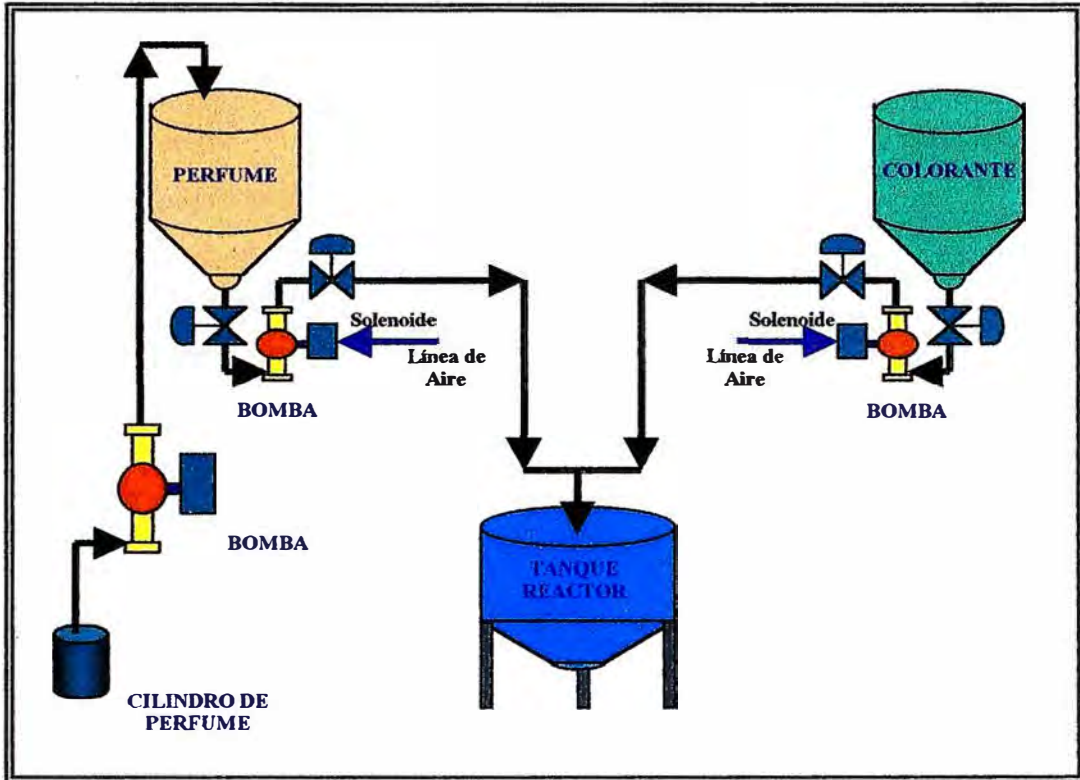 PERFUME
COLORANTE
Solenoide
Línea de
Aire
BOMBA
Solenoide
Línea de
Aire
BOMBA
BOMBA
TANQUE
REACTOR
CILINDRO DE
PERFUME